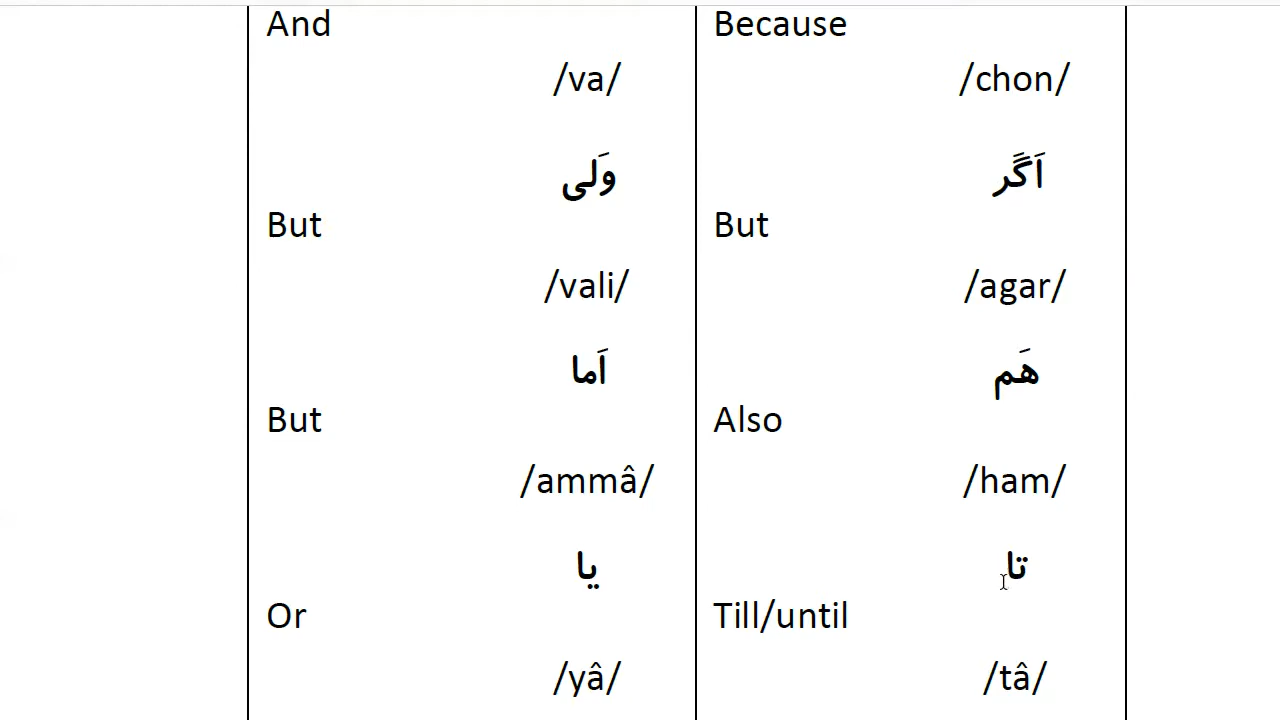 And
/va/
وَلی
But
/vali/
اَما
But
/ammâ/
یا
Or
/yâ/
Because
/chon/
اَگَر
But
/agar/
هَم
Also
/ham/
تا
Till/until
/tâ/